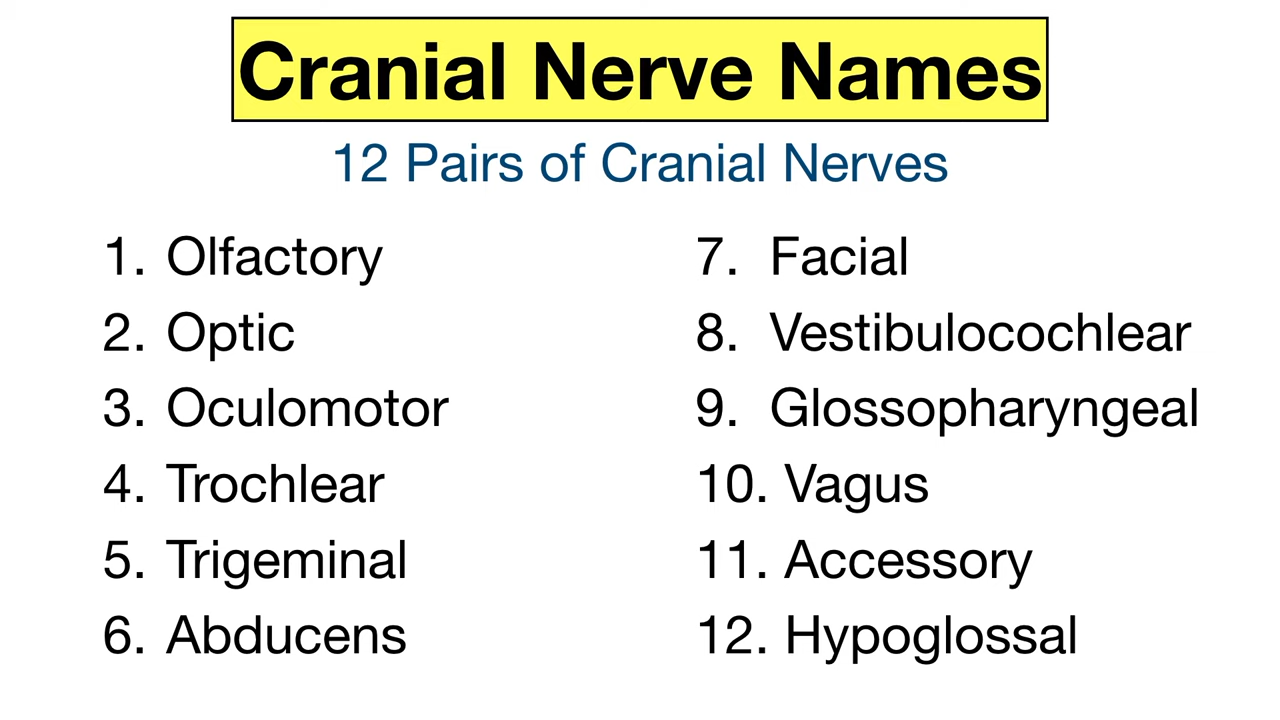 Cranial Nerve Names
12 Pairs of Cranial Nerves
1. Olfactory
2. Optic
3. Oculomotor
4. Trochlear
5. Trigeminal
6. Abducens
7. Facial
8. Vestibulocochlear
9. Glossopharyngeal
10. Vagus
11. Accessory
12. Hypoglossal